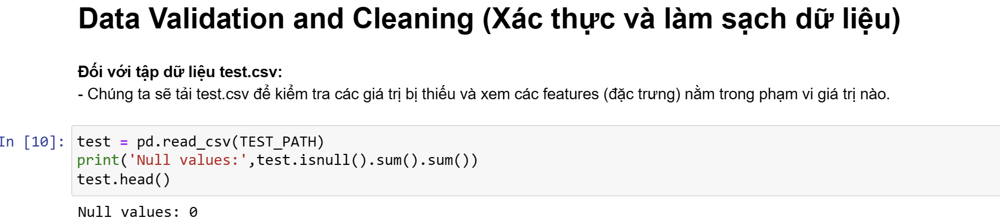 Data Validation and Cleaning (Xác thực và làm sạch dữ liệu)
Đối với tập dữ liệu test.csv:
- Chúng ta sẽ tải test.csv để kiểm tra các giá trị bị thiếu và xem các features (đặc trưng) nằm trong phạm vi giá trị nào.
In [10]: test = pd.read_csv(TEST_PATH)
print('Null values:',test.isnull().sum().sum())
test.head()
Null values: 0